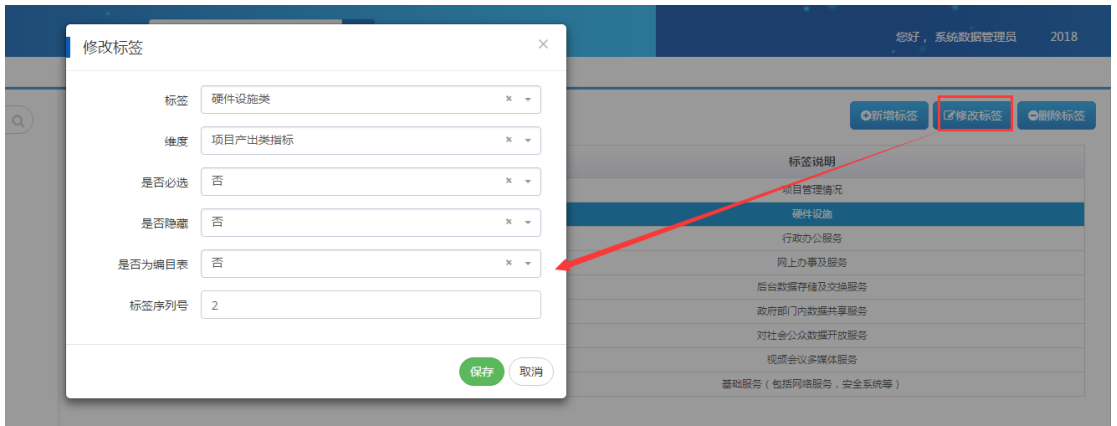 您好，系统数据管理员 2018
修改标签 ×
标签 硬件设施类
维度 项目产出类指标
是否必选 否
是否隐藏 否
是否为编目表 否
标签序列号 2
保存 取消
新增标签 修改标签 删除标签
标签说明
项目管理情况
硬件设施
行政办公服务
网上办事及服务
后台数据存储及交换服务
政府部门内数据共享服务
对社会公众数据开放服务
视频会议多媒体服务
基础服务（包括网络服务，安全系统等）